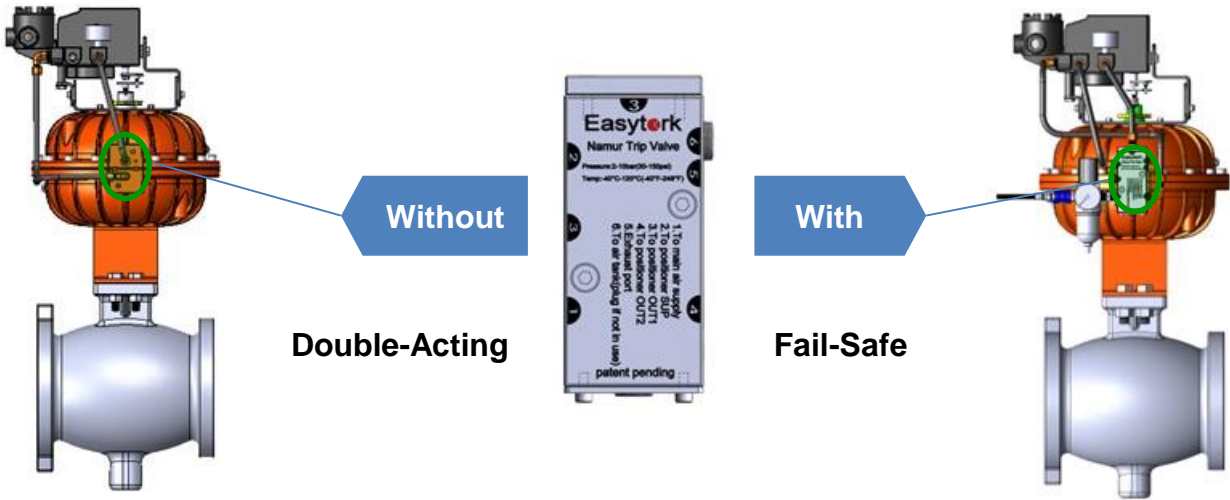 3
Easytork
Namur Trip Valve
Pressure:2-10bar(30-150psi)
Temp:-40°C-120°C(-40°F-248°F)
2
6
5
3
1
4
1.To main air supply
2.To positioner SUP
3.To positioner OUT1
4.To positioner OUT2
5.Exhaust port
6.To air tank(plug if not in use)
patent pending
Without
With
Double-Acting
Fail-Safe